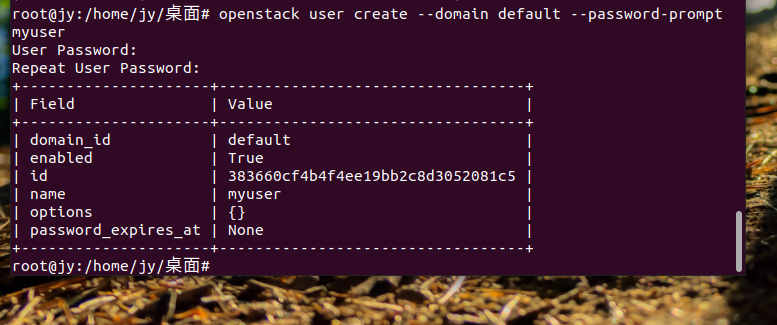 root@jy:/home/jy/桌面# openstack user create --domain default --password-prompt
myuser
User Password:
Repeat User Password:
+---------------------+----------------------------------+
| Field               | Value                            |
+---------------------+----------------------------------+
| domain_id           | default                          |
| enabled             | True                             |
| id                  | 383660cf4b4f4ee19bb2c8d3052081c5 |
| name                | myuser                           |
| options             | {}                               |
| password_expires_at | None                             |
+---------------------+----------------------------------+
root@jy:/home/jy/桌面#